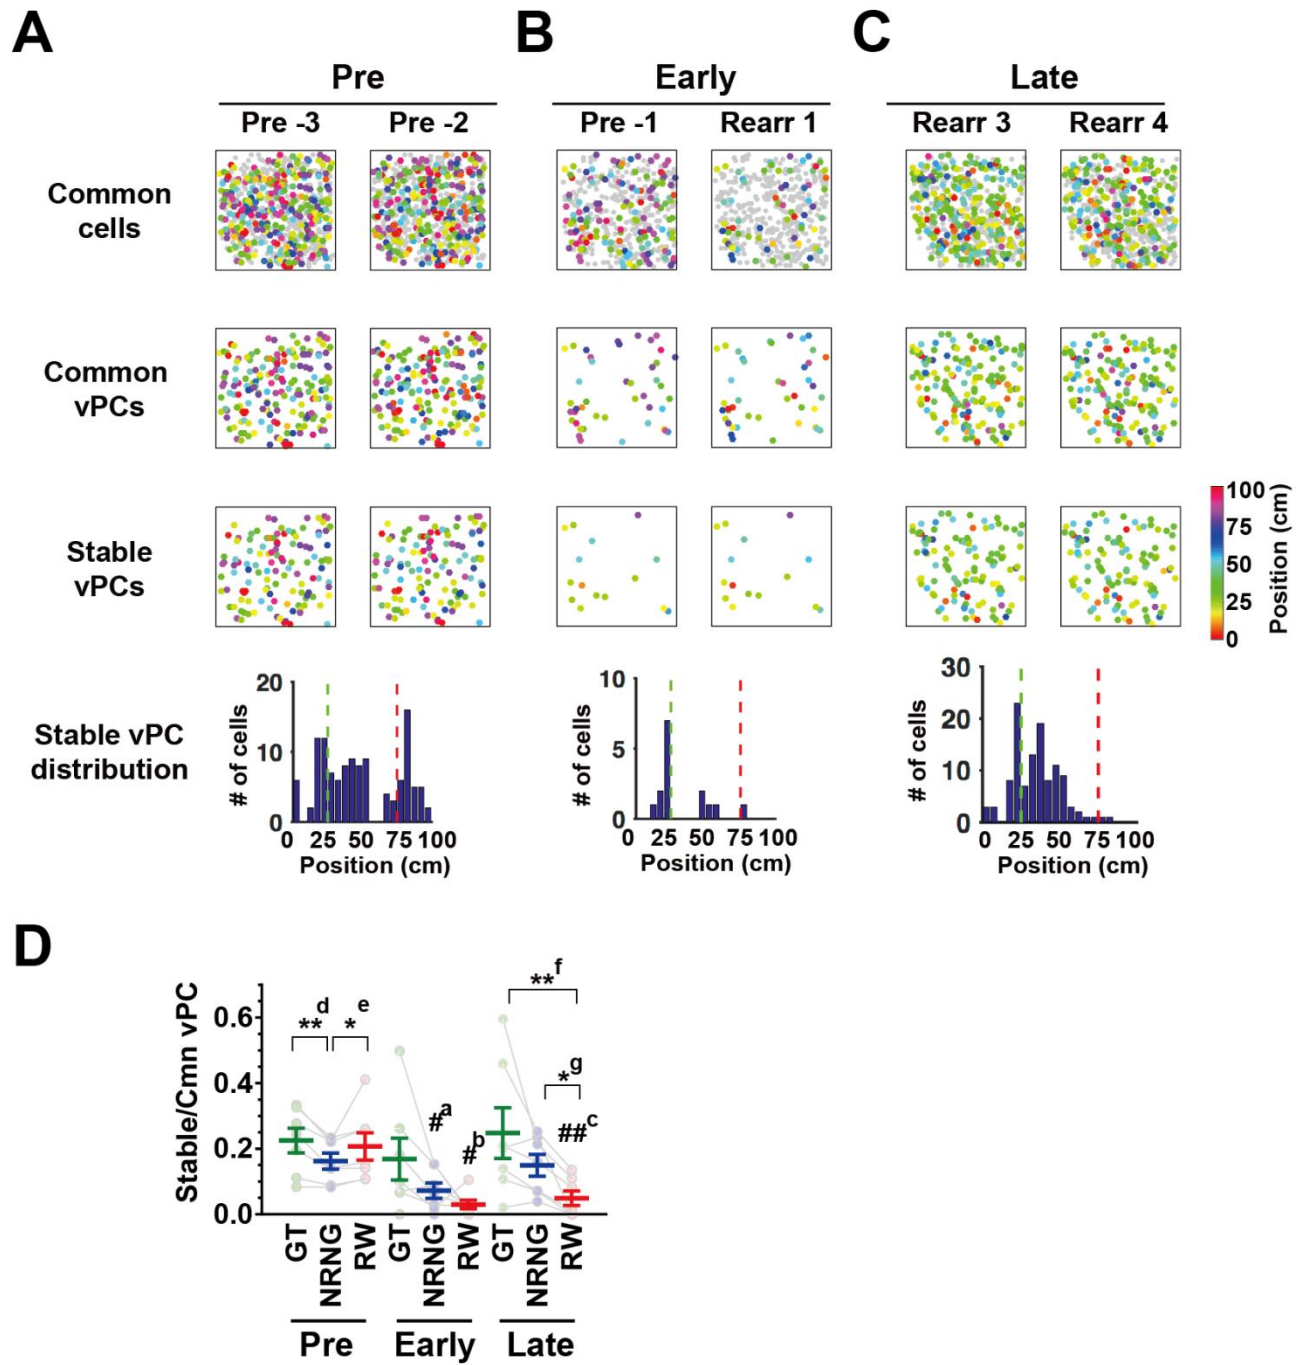 A
B
C
Pre
Early
Late
Pre -3
Pre -2
Pre -1
Rearr 1
Rearr 3
Rearr 4
Common
cells
Common
vPCs
Stable
vPCs
100
75
50
25
0
Position (cm)
Stable vPC
distribution
# of cells
20
10
0
0 25 50 75 100
Position (cm)
# of cells
10
5
0
0 25 50 75 100
Position (cm)
# of cells
30
20
10
0
0 25 50 75 100
Position (cm)
D
Stable/Cmn vPC
0.6
0.4
0.2
0.0
**d
*e
#a
#b
**f
*g
##c
GT
NRNG
RW
GT
NRNG
RW
GT
NRNG
RW
Pre
Early
Late